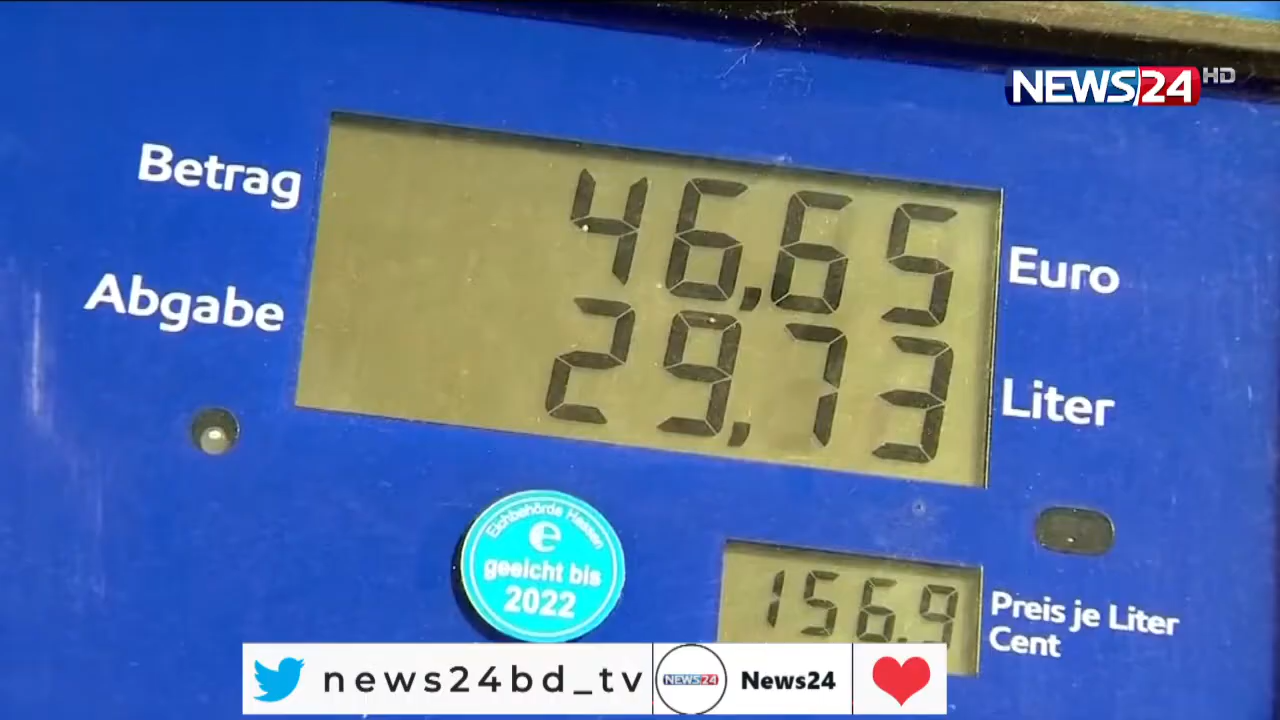 NEWS24 HD
Betrag 46,65 Euro
Abgabe 29,73 Liter
Eichbehörde Hessen
e
geeicht bis
2022
156.9 Preis je Liter
Cent
news24bd_tv NEWS24 News24